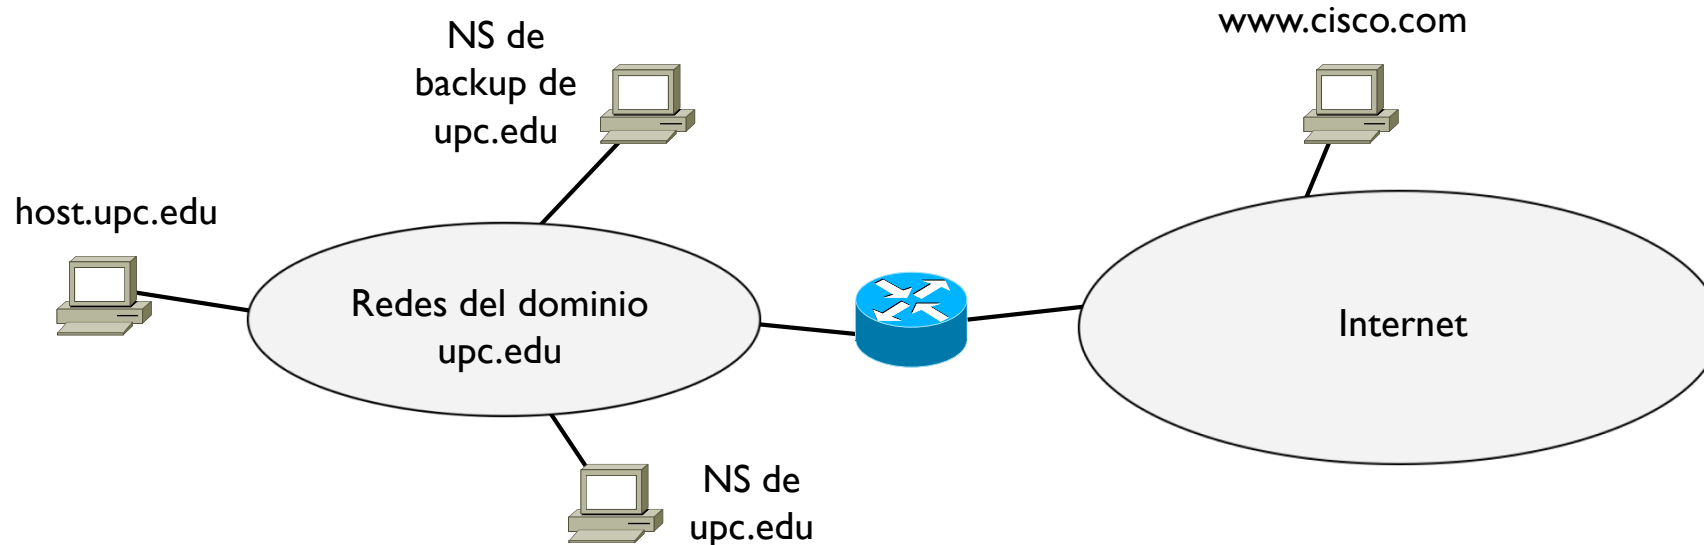 NS de
backup de
upc.edu
www.cisco.com
host.upc.edu
Redes del dominio
upc.edu
Internet
NS de
upc.edu